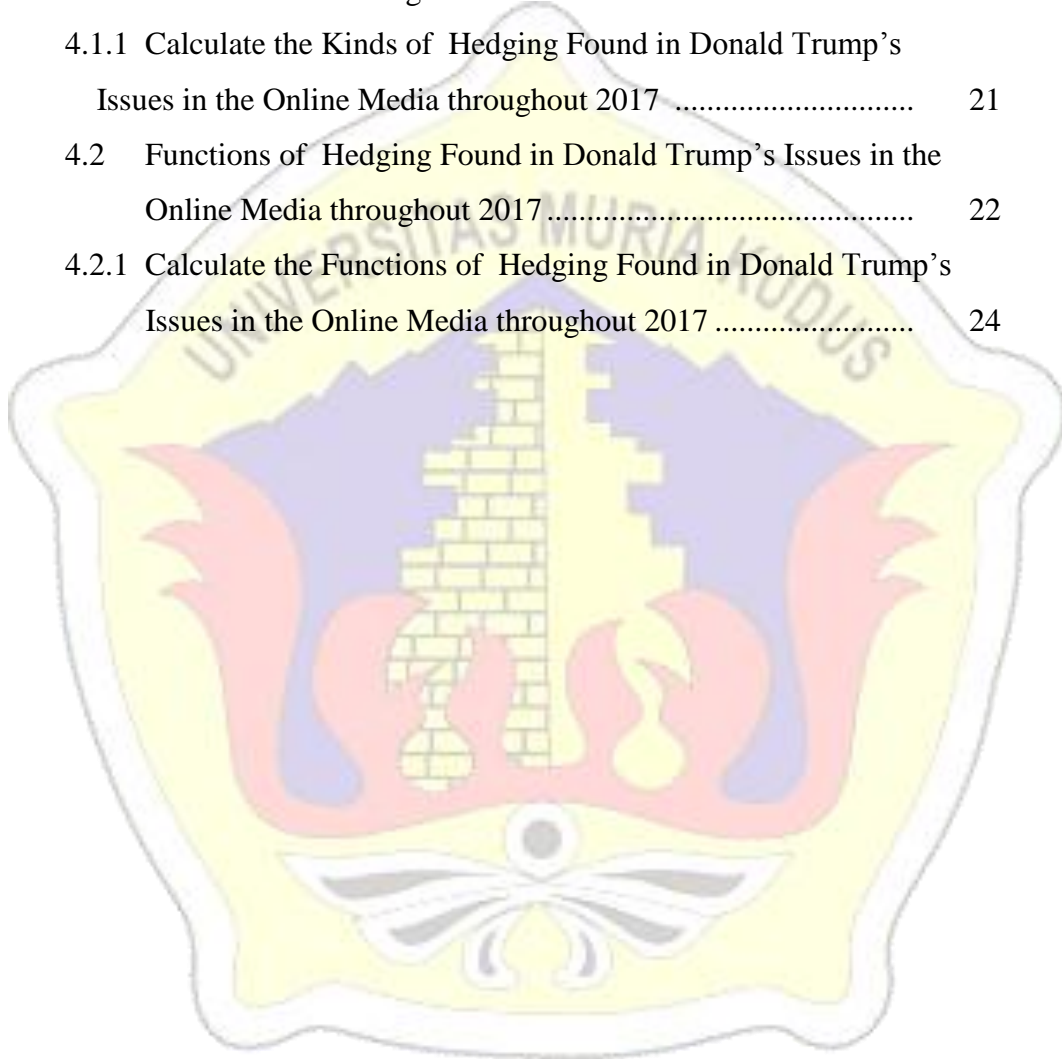 4.1.1 Calculate the Kinds of Hedging Found in Donald Trump’s
Issues in the Online Media throughout 2017 ............................. 21
4.2 Functions of Hedging Found in Donald Trump’s Issues in the
Online Media throughout 2017 ............................................. 22
4.2.1 Calculate the Functions of Hedging Found in Donald Trump’s
Issues in the Online Media throughout 2017 ........................ 24
UNIVERSITAS MURIA KUDUS